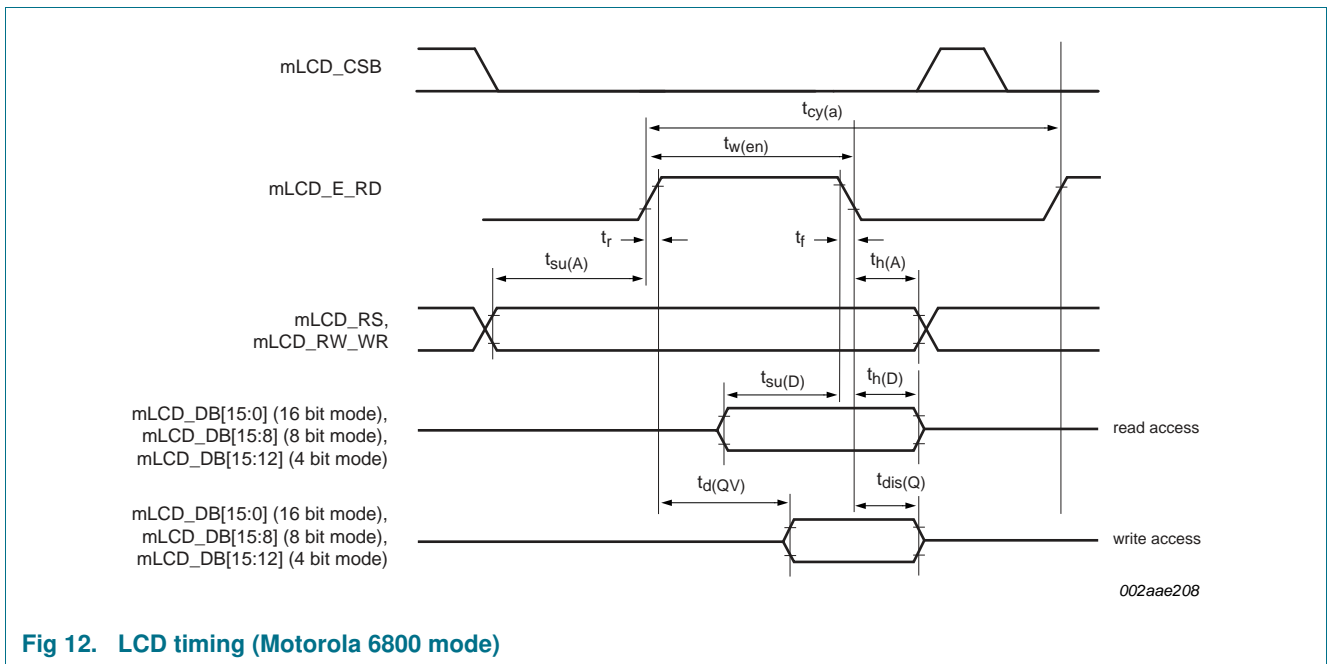 mLCD_CSB
tcy(a)
tw(en)
mLCD_E_RD
tr
tf
tsu(A)
th(A)
mLCD_RS,
mLCD_RW_WR
tsu(D)
th(D)
mLCD_DB[15:0] (16 bit mode),
mLCD_DB[15:8] (8 bit mode),
mLCD_DB[15:12] (4 bit mode)
read access
td(QV)
tdis(Q)
mLCD_DB[15:0] (16 bit mode),
mLCD_DB[15:8] (8 bit mode),
mLCD_DB[15:12] (4 bit mode)
write access
002aae208
Fig 12. LCD timing (Motorola 6800 mode)